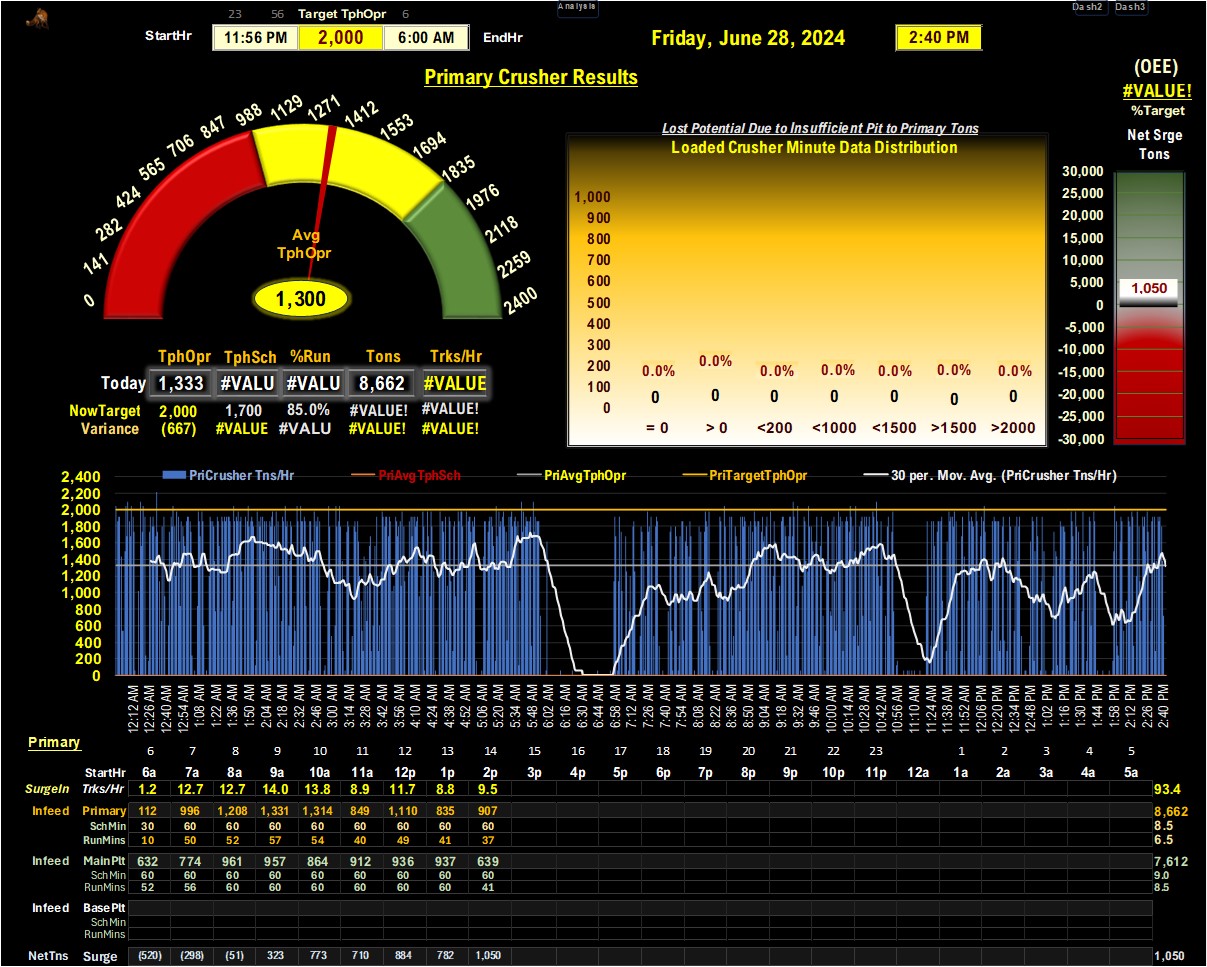 Analysis
Dash2 Dash3
23 56 Target TphOpr 6
StartHr 11:56 PM 2,000 6:00 AM EndHr Friday, June 28, 2024 2:40 PM
Primary Crusher Results
(OEE)
#VALUE!
%Target
Net Srge
Tons
0 141 282 424 565 706 847 988 1129 1271 1412 1553 1694 1835 1976 2118 2259 2400
Avg
TphOpr
1,300
Lost Potential Due to Insufficient Pit to Primary Tons
Loaded Crusher Minute Data Distribution
1,000
900
800
700
600
500
400
300
200
100
0
0.0% 0.0% 0.0% 0.0% 0.0% 0.0% 0.0%
0 0 0 0 0 0 0
= 0 > 0 <200 <1000 <1500 >1500 >2000
30,000
25,000
20,000
15,000
10,000
5,000
0
-5,000
-10,000
-15,000
-20,000
-25,000
-30,000
1,050
TphOpr TphSch %Run Tons Trks/Hr
Today 1,333 #VALU #VALU 8,662 #VALUE
NowTarget 2,000 1,700 85.0% #VALUE! #VALUE!
Variance (667) #VALUE #VALU #VALUE! #VALUE!
PriCrusher Tns/Hr PriAvgTphSch PriAvgTphOpr PriTargetTphOpr 30 per. Mov. Avg. (PriCrusher Tns/Hr)
2,400
2,200
2,000
1,800
1,600
1,400
1,200
1,000
800
600
400
200
0
12:12 AM 12:26 AM 12:40 AM 12:54 AM 1:08 AM 1:22 AM 1:36 AM 1:50 AM 2:04 AM 2:18 AM 2:32 AM 2:46 AM 3:00 AM 3:14 AM 3:28 AM 3:42 AM 3:56 AM 4:10 AM 4:24 AM 4:38 AM 4:52 AM 5:06 AM 5:20 AM 5:34 AM 5:48 AM 6:02 AM 6:16 AM 6:30 AM 6:44 AM 6:58 AM 7:12 AM 7:26 AM 7:40 AM 7:54 AM 8:08 AM 8:22 AM 8:36 AM 8:50 AM 9:04 AM 9:18 AM 9:32 AM 9:46 AM 10:00 AM 10:14 AM 10:28 AM 10:42 AM 10:56 AM 11:10 AM 11:24 AM 11:38 AM 11:52 AM 12:06 PM 12:20 PM 12:34 PM 12:48 PM 1:02 PM 1:16 PM 1:30 PM 1:44 PM 1:58 PM 2:12 PM 2:26 PM 2:40 PM
Primary
6 7 8 9 10 11 12 13 14 15 16 17 18 19 20 21 22 23 1 2 3 4 5
StartHr 6a 7a 8a 9a 10a 11a 12p 1p 2p 3p 4p 5p 6p 7p 8p 9p 10p 11p 12a 1a 2a 3a 4a 5a
SurgeIn Trks/Hr 1.2 12.7 12.7 14.0 13.8 8.9 11.7 8.8 9.5 93.4
Infeed Primary 112 996 1,208 1,331 1,314 849 1,110 835 907 8,662
SchMin 30 60 60 60 60 60 60 60 60 8.5
RunMins 10 50 52 57 54 40 49 41 37 6.5
Infeed MainPlt 632 774 961 957 864 912 936 937 639 7,612
SchMin 60 60 60 60 60 60 60 60 60 9.0
RunMins 52 56 60 60 60 60 60 60 41 8.5
Infeed BasePlt
SchMin
RunMins
NetTns Surge (520) (298) (51) 323 773 710 884 782 1,050 1,050